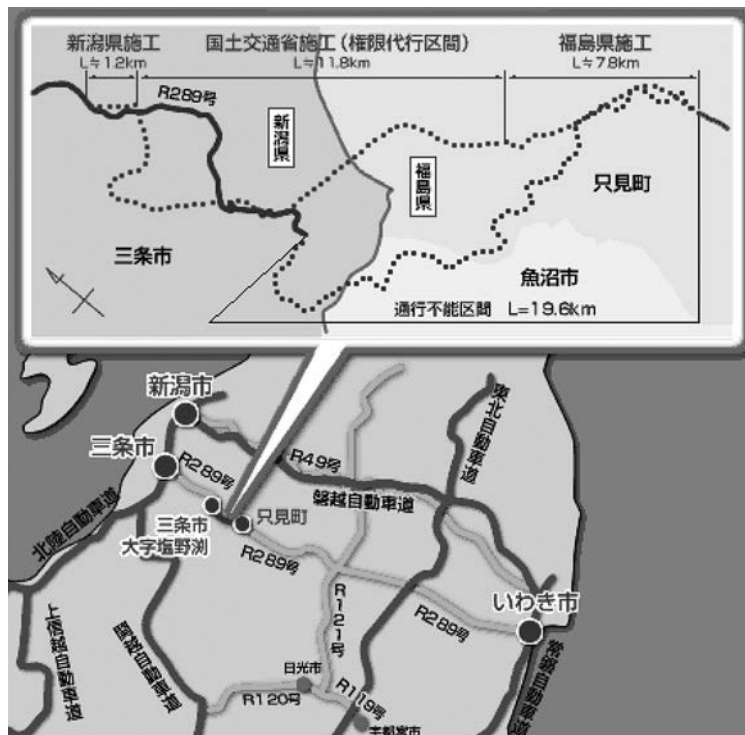 新潟県施工
L≒1.2km
国土交通省施工(権限代行区間)
L≒11.8km
福島県施工
L≒7.8km
R289号
新潟県
福島県
只見町
三条市
魚沼市
通行不能区間 L=19.6km
新潟市
三条市
R289号
R49号
東北自動車道
磐越自動車道
北陸自動車道
三条市
大字塩野渕
只見町
R289号
R121号
R289号
いわき市
上信越自動車道
関越自動車道
日光市
R120号
R119号
宇都宮市
常磐自動車道